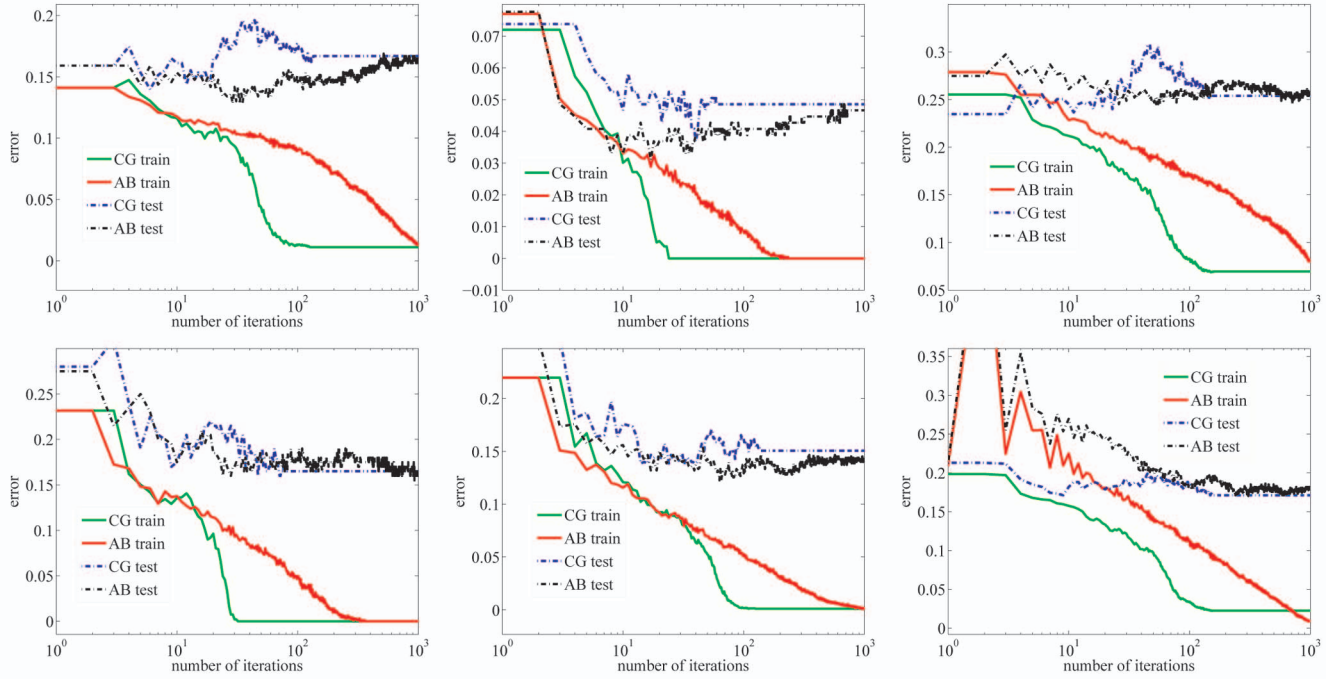 0.2
0.15
0.1
0.05
0
error
CG train
AB train
CG test
AB test
10^0
10^1
10^2
10^3
number of iterations
0.07
0.06
0.05
0.04
0.03
0.02
0.01
0
−0.01
error
CG train
AB train
CG test
AB test
10^0
10^1
10^2
10^3
number of iterations
0.3
0.25
0.2
0.15
0.1
0.05
error
CG train
AB train
CG test
AB test
10^0
10^1
10^2
10^3
number of iterations
0.25
0.2
0.15
0.1
0.05
0
error
CG train
AB train
CG test
AB test
10^0
10^1
10^2
10^3
number of iterations
0.2
0.15
0.1
0.05
0
error
CG train
AB train
CG test
AB test
10^0
10^1
10^2
10^3
number of iterations
0.35
0.3
0.25
0.2
0.15
0.1
0.05
0
error
CG train
AB train
CG test
AB test
10^0
10^1
10^2
10^3
number of iterations